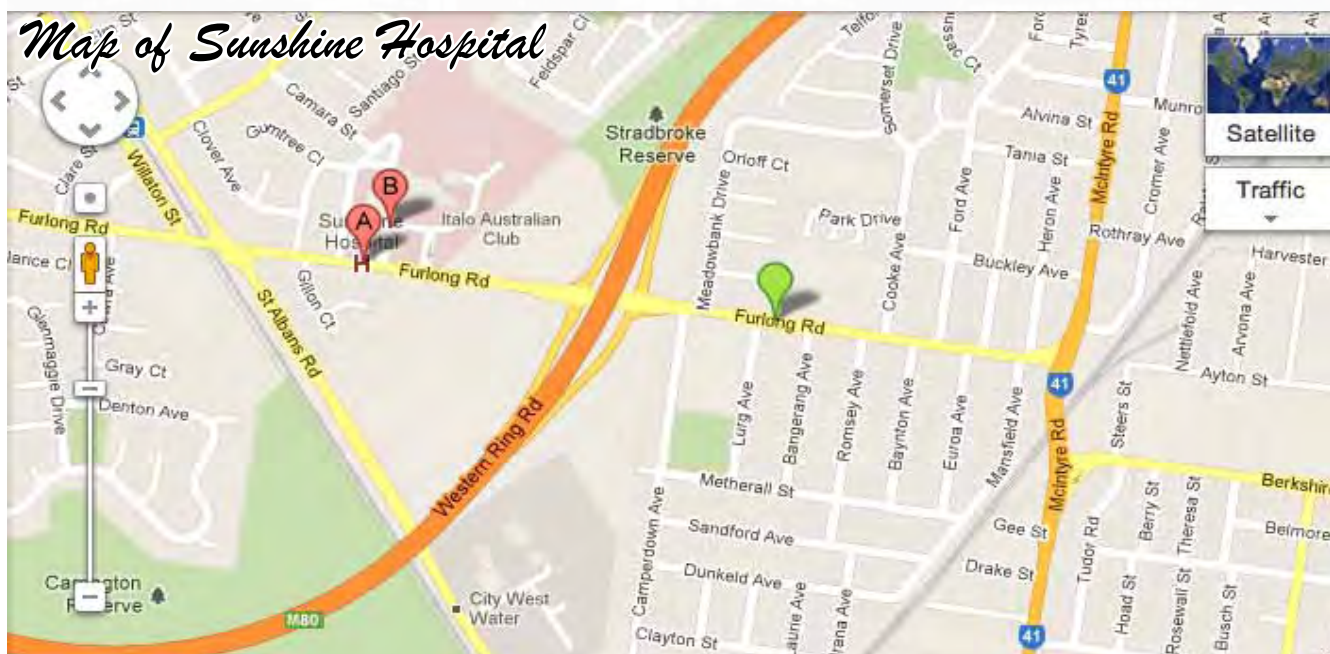 Map of Sunshine Hospital
Camara St
Santiago St
Feldspar Cl
Gumtree Cl
Clover Ave
Clare St
Willaton St
Furlong Rd
Stradbroke
Reserve
Orloff Ct
Somerset Drive
Alvina St
Munro
41
McIntyre Rd
Tania St
Cromer Ave
Ford Ave
Heron Ave
Rothray Ave
Harvester
Satellite
Traffic
B
A
Hospital
H
Italo Australian
Club
Furlong Rd
Gillon Ct
St Albans Rd
Meadowbank Drive
Park Drive
Cooke Ave
Buckley Ave
Furlong Rd
Nettlefold Ave
Arvona Ave
Ayton St
41
Glenmaggie Drive
Gray Ct
Denton Ave
Western Ring Rd
Lurg Ave
Bangerang Ave
Romsey Ave
Baynton Ave
Euroa Ave
Mansfield Ave
McIntyre Rd
Steers St
Metherall St
Sandford Ave
Dunkeld Ave
Camperdown Ave
Clayton St
Gee St
Drake St
Tudor Rd
Berry St
Theresa St
Hoad St
Rosewall St
Busch St
Berkshir
Belmore
City West
Water
M80
41